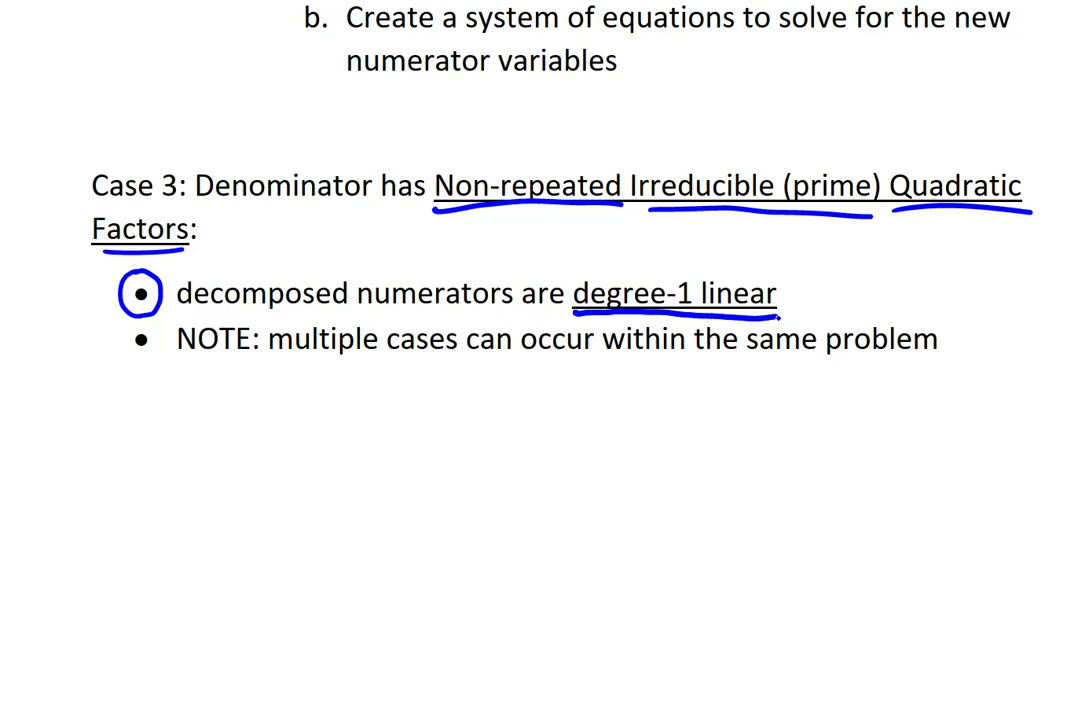 b. Create a system of equations to solve for the new
numerator variables
Case 3: Denominator has Non-repeated Irreducible (prime) Quadratic
Factors:
• decomposed numerators are degree-1 linear
• NOTE: multiple cases can occur within the same problem